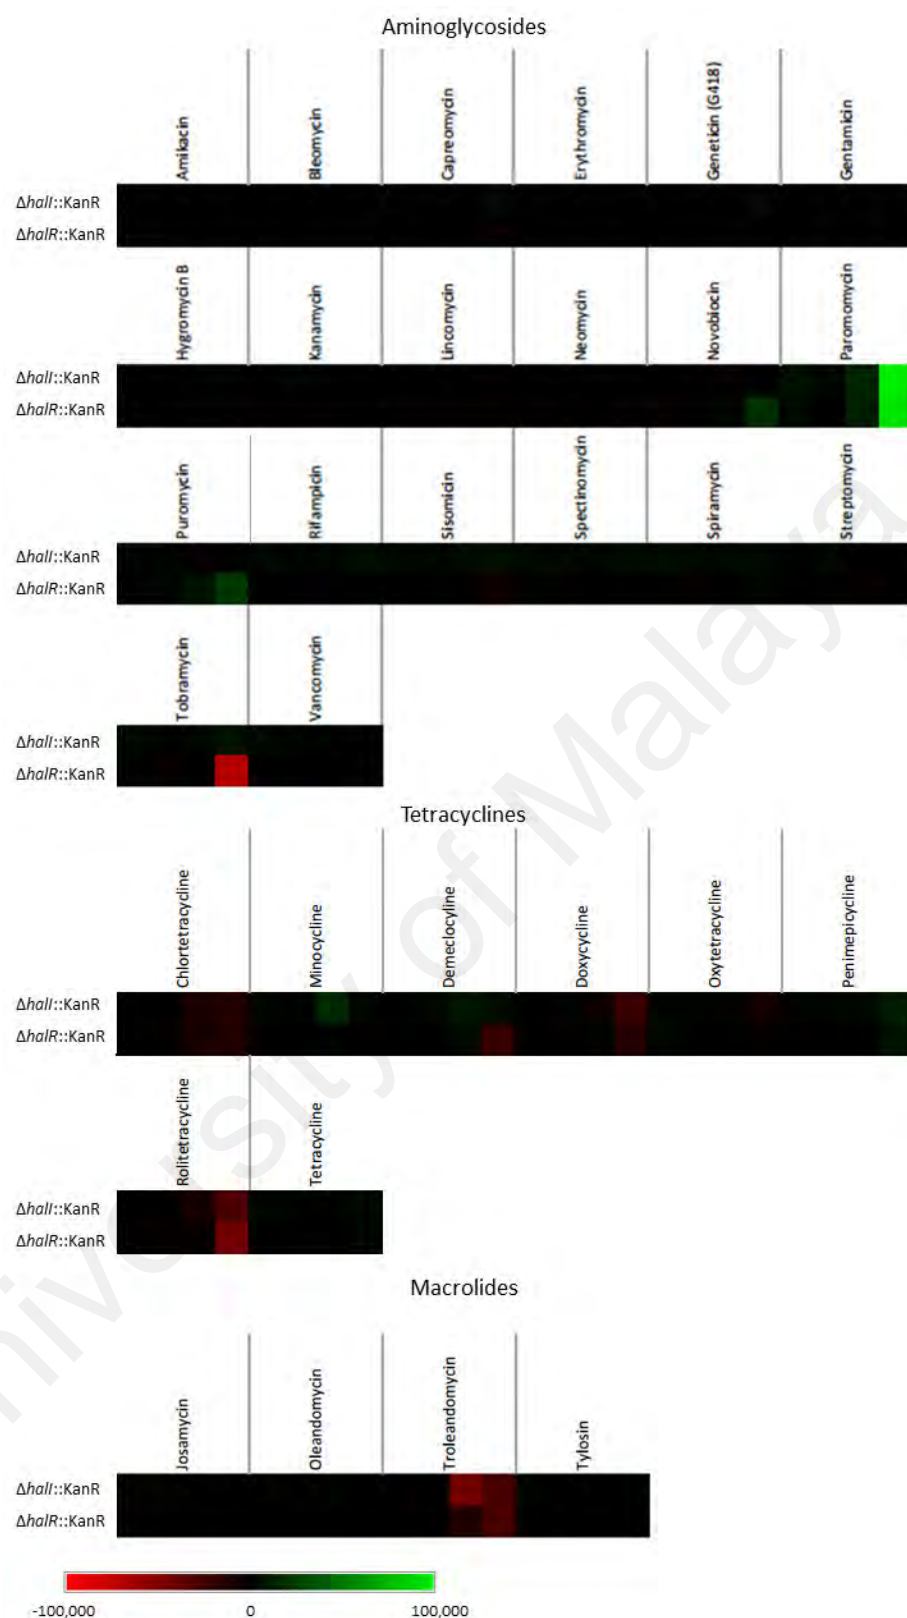 Aminoglycosides
Amikacin Bleomycin Capreomycin Erythromycin Geneticin (G418) Gentamicin
ΔhalI::KanR
ΔhalR::KanR
Hygromycin B Kanamycin Lincomycin Neomycin Novobiocin Paromomycin
ΔhalI::KanR
ΔhalR::KanR
Puromycin Rifampicin Sisomicin Spectinomycin Spiramycin Streptomycin
ΔhalI::KanR
ΔhalR::KanR
Tobramycin Vancomycin
ΔhalI::KanR
ΔhalR::KanR
Tetracyclines
Chlortetracycline Minocycline Demeclocyline Doxycycline Oxytetracycline Penimepicycline
ΔhalI::KanR
ΔhalR::KanR
Rolitetracycline Tetracycline
ΔhalI::KanR
ΔhalR::KanR
Macrolides
Josamycin Oleandomycin Troleandomycin Tylosin
ΔhalI::KanR
ΔhalR::KanR
-100,000 0 100,000
University of Malaya